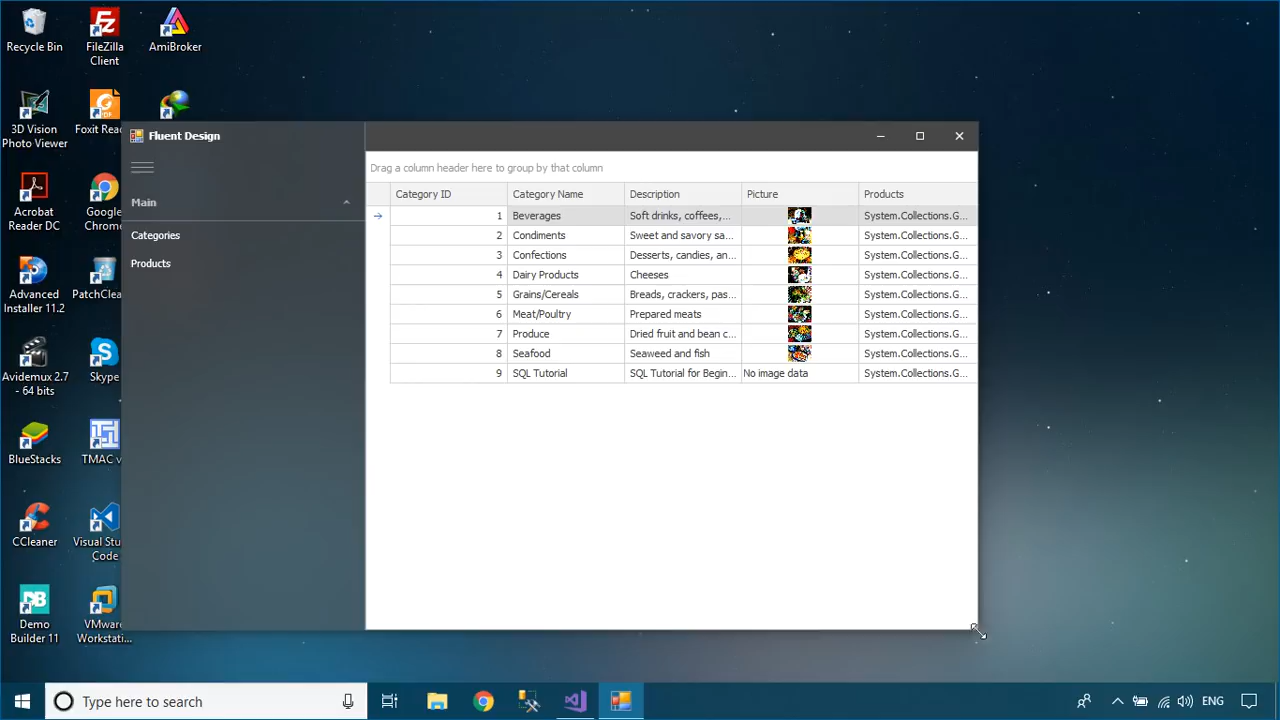 Recycle Bin
FileZilla
Client
AmiBroker
3D Vision
Photo Viewer
Foxit Rea
Acrobat
Reader DC
Google
Chrom
Advanced
Installer 11.2
PatchClea
Avidemux 2.7
- 64 bits
Skype
BlueStacks
TMAC v
CCleaner
Visual Stu
Code
Demo
Builder 11
VMware
Workstati...
Fluent Design
Main
Categories
Products
Drag a column header here to group by that column
Category ID Category Name Description Picture Products
1 Beverages Soft drinks, coffees,... System.Collections.G...
2 Condiments Sweet and savory sa... System.Collections.G...
3 Confections Desserts, candies, an... System.Collections.G...
4 Dairy Products Cheeses System.Collections.G...
5 Grains/Cereals Breads, crackers, pas... System.Collections.G...
6 Meat/Poultry Prepared meats System.Collections.G...
7 Produce Dried fruit and bean c... System.Collections.G...
8 Seafood Seaweed and fish System.Collections.G...
9 SQL Tutorial SQL Tutorial for Begin... No image data System.Collections.G...
Type here to search
ENG